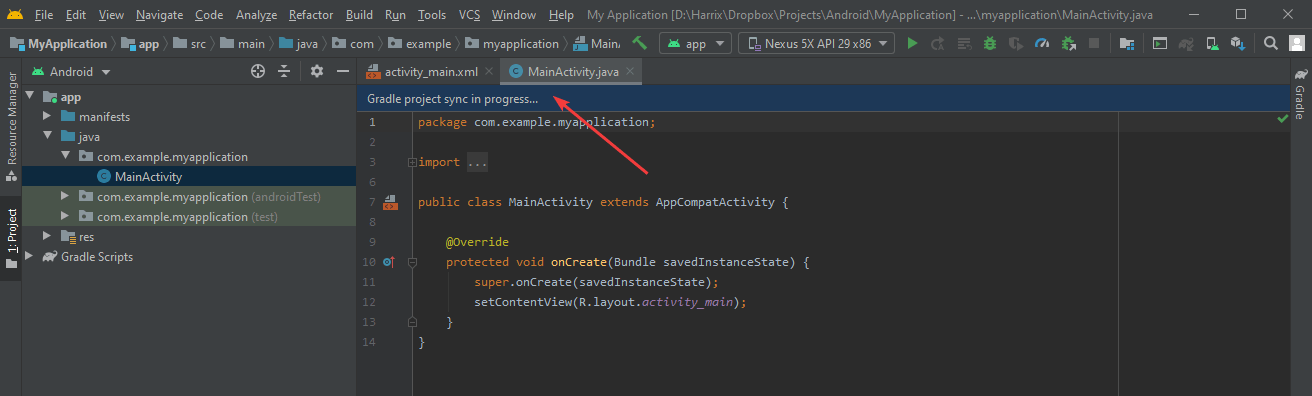 File Edit View Navigate Code Analyze Refactor Build Run Tools VCS Window Help My Application [D:\Harrix\Dropbox\Projects\Android\MyApplication] - ...\myapplication\MainActivity.java
MyApplication app src main java com example myapplication MainA app Nexus 5X API 29 x86
Resource Manager
1: Project
Android
app
manifests
java
com.example.myapplication
MainActivity
com.example.myapplication (androidTest)
com.example.myapplication (test)
res
Gradle Scripts
activity_main.xml MainActivity.java
Gradle project sync in progress...
1 package com.example.myapplication;
2
3 import ...
6
7 public class MainActivity extends AppCompatActivity {
8
9 @Override
10 protected void onCreate(Bundle savedInstanceState) {
11 super.onCreate(savedInstanceState);
12 setContentView(R.layout.activity_main);
13 }
14 }
Gradle